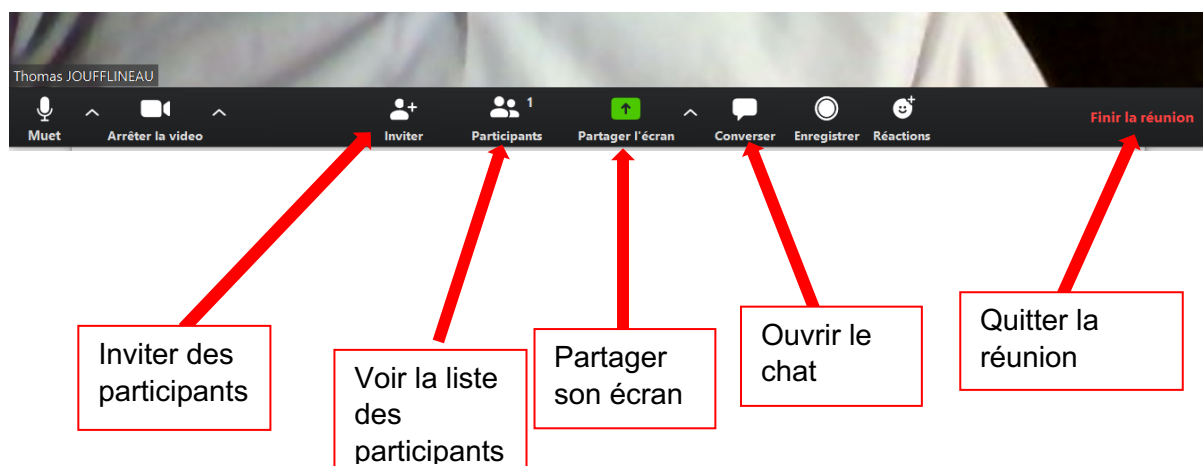 Thomas JOUFFLINEAU
1
Muet Arrêter la video Inviter Participants Partager l'écran Converser Enregistrer Réactions Finir la réunion
Inviter des
participants
Voir la liste
des
participants
Partager
son écran
Ouvrir le
chat
Quitter la
réunion